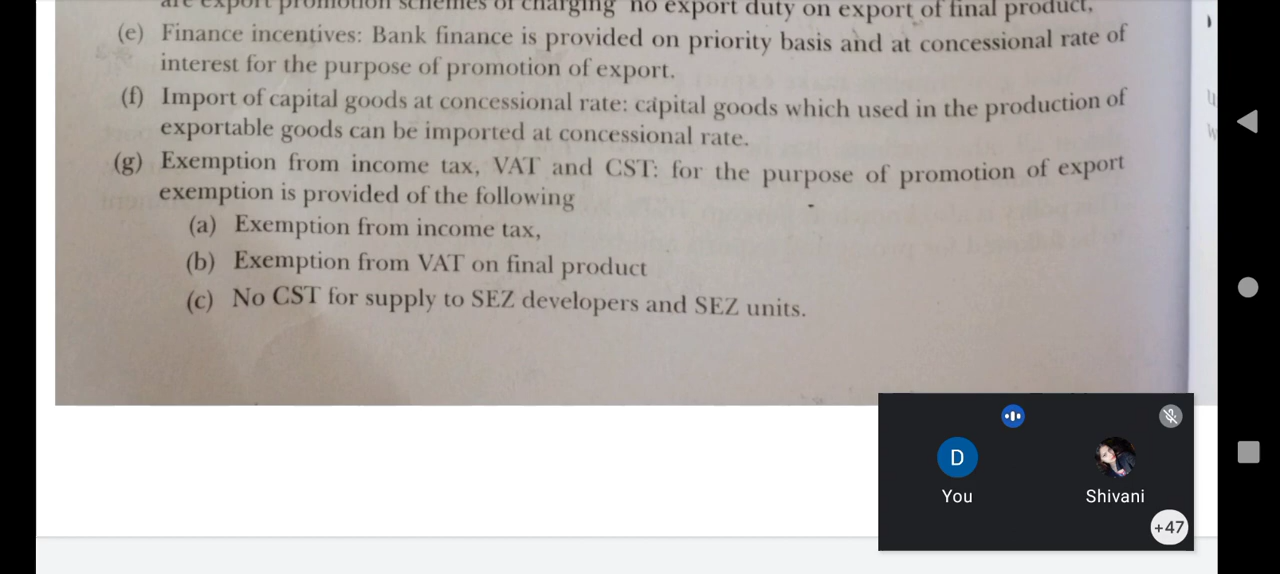 are export promotion schemes of charging no export duty on export of final product.
(e) Finance incentives: Bank finance is provided on priority basis and at concessional rate of
interest for the purpose of promotion of export.
(f) Import of capital goods at concessional rate: capital goods which used in the production of
exportable goods can be imported at concessional rate.
(g) Exemption from income tax, VAT and CST: for the purpose of promotion of export
exemption is provided of the following
(a) Exemption from income tax,
(b) Exemption from VAT on final product
(c) No CST for supply to SEZ developers and SEZ units.
D
You
Shivani
+47